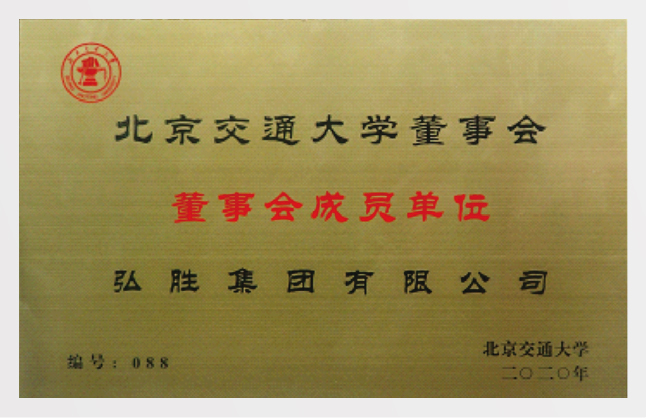 北京交通大学董事会
董事会成员单位
弘胜集团有限公司
编号：088
北京交通大学
二〇二〇年